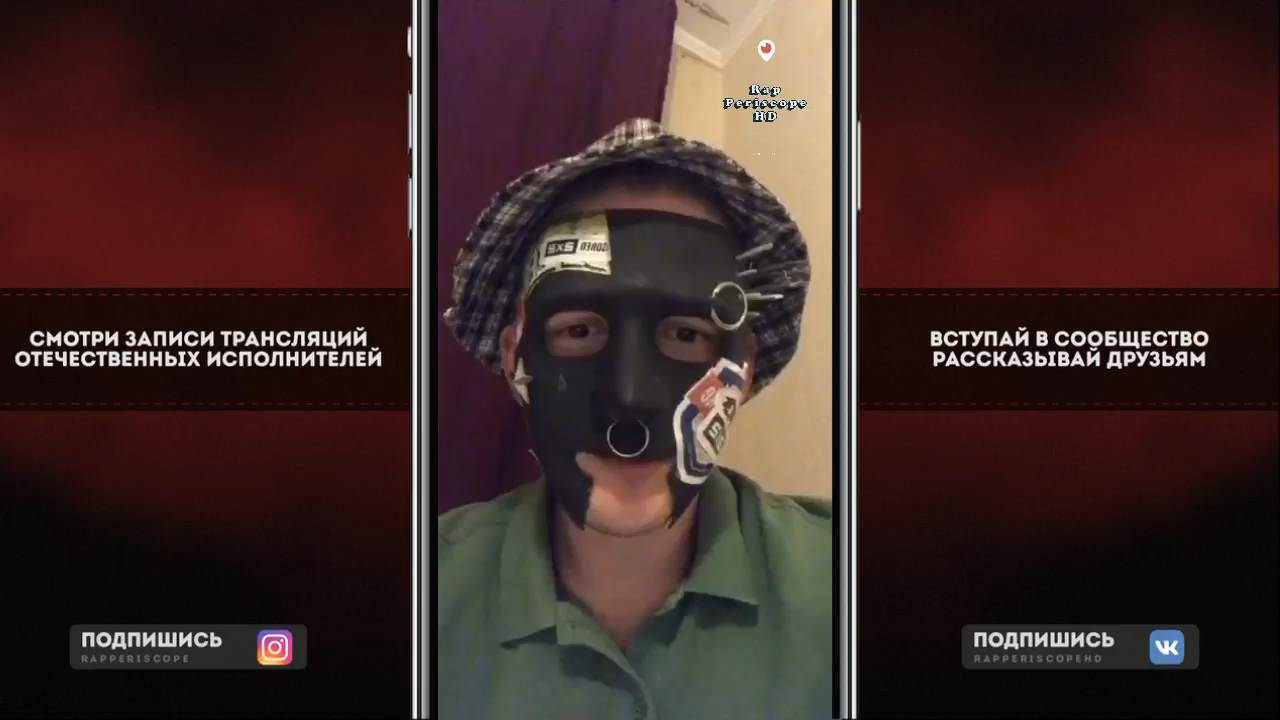 Rap
Periscope
HD
СМОТРИ ЗАПИСИ ТРАНСЛЯЦИЙ
ОТЕЧЕСТВЕННЫХ ИСПОЛНИТЕЛЕЙ
ВСТУПАЙ В СООБЩЕСТВО
РАССКАЗЫВАЙ ДРУЗЬЯМ
ПОДПИШИСЬ
RAPPERISCOPE
ПОДПИШИСЬ
RAPPERISCOPEHD